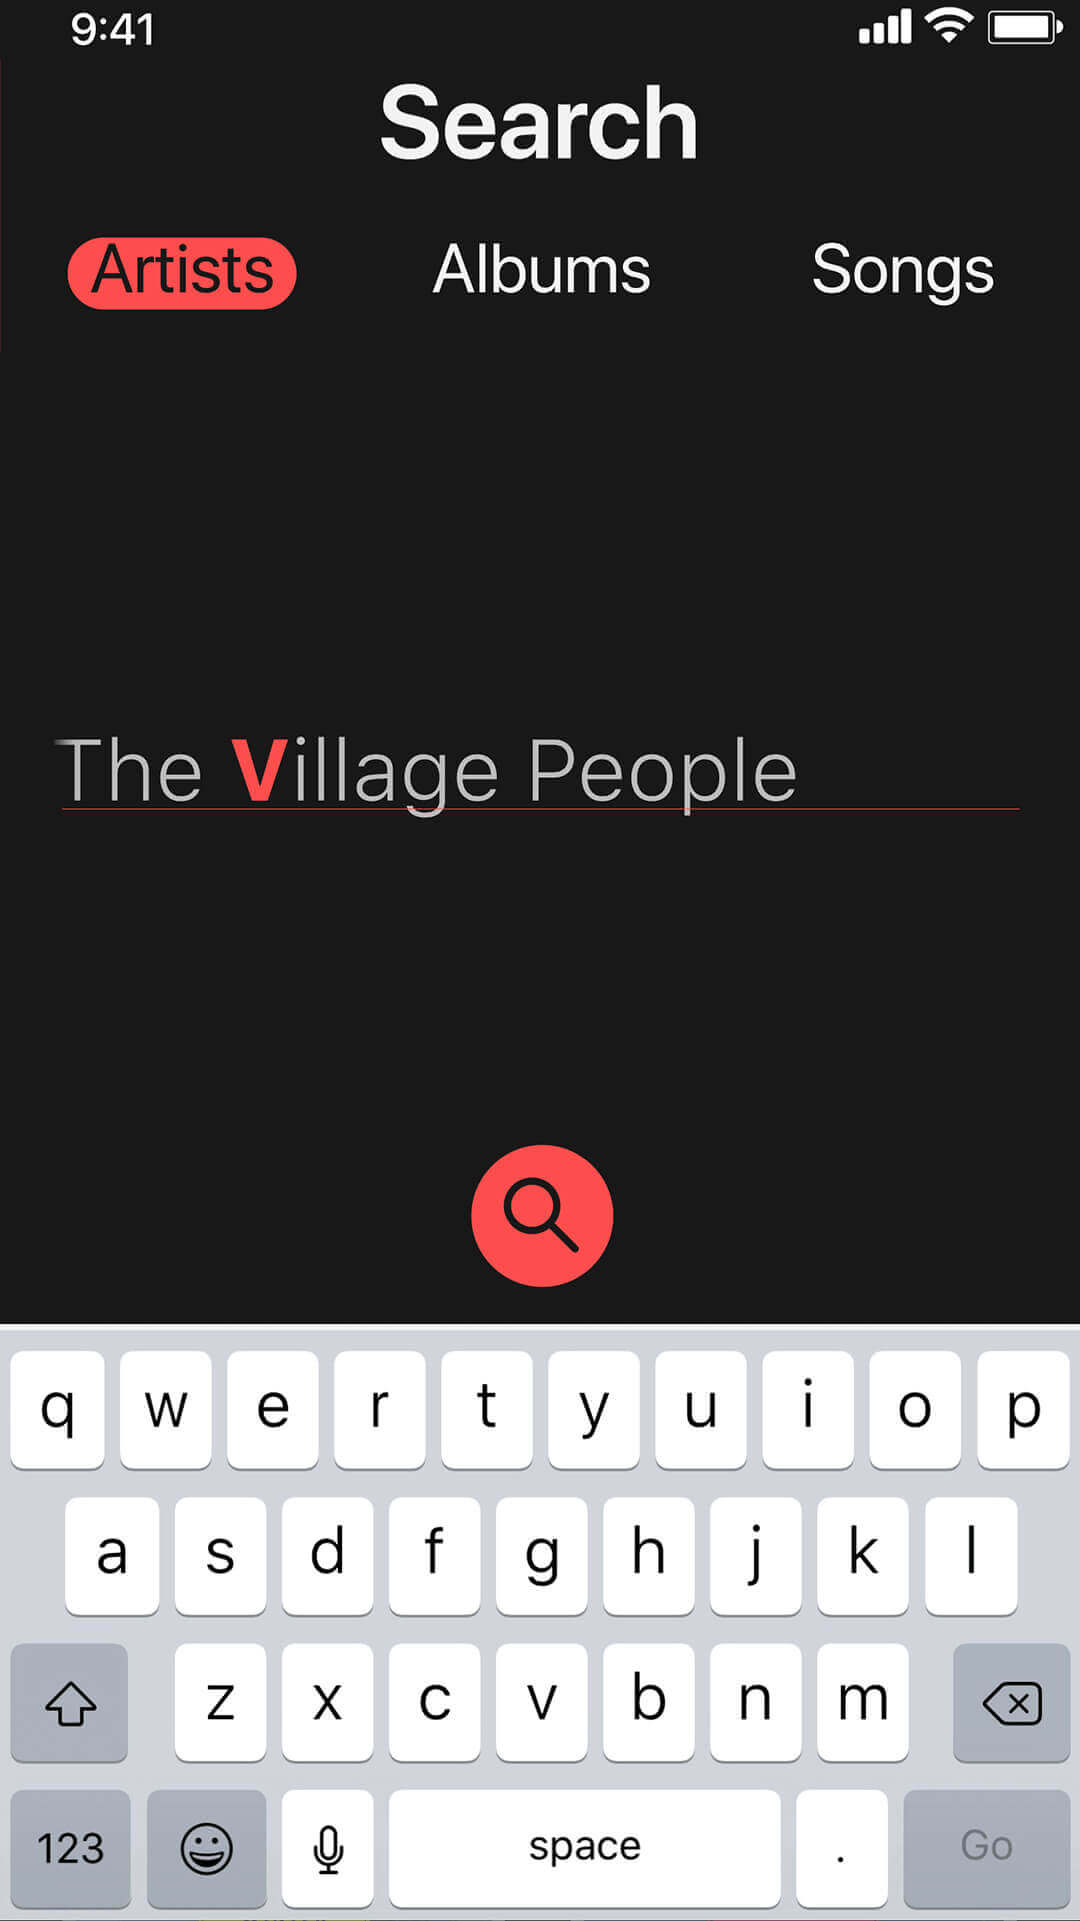 9:41
Search
Artists Albums Songs
The Village People
q w e r t y u i o p
a s d f g h j k l
z x c v b n m
123 space . Go